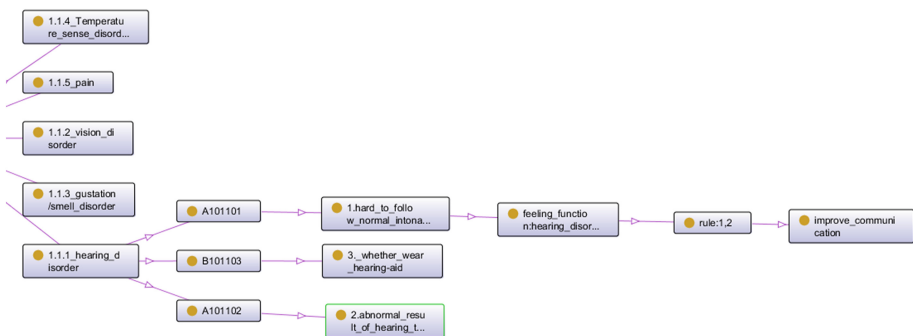 1.1.4_Temperatu
re_sense_disord...
1.1.5_pain
1.1.2_vision_di
sorder
1.1.3_gustation
/smell_disorder
A101101
1.hard_to_follo
w_normal_intona...
feeling_functio
n:hearing_disor...
rule:1,2
improve_communi
cation
1.1.1_hearing_d
isorder
B101103
3._whether_wear
_hearing-aid
A101102
2.abnormal_resu
lt_of_hearing_t...